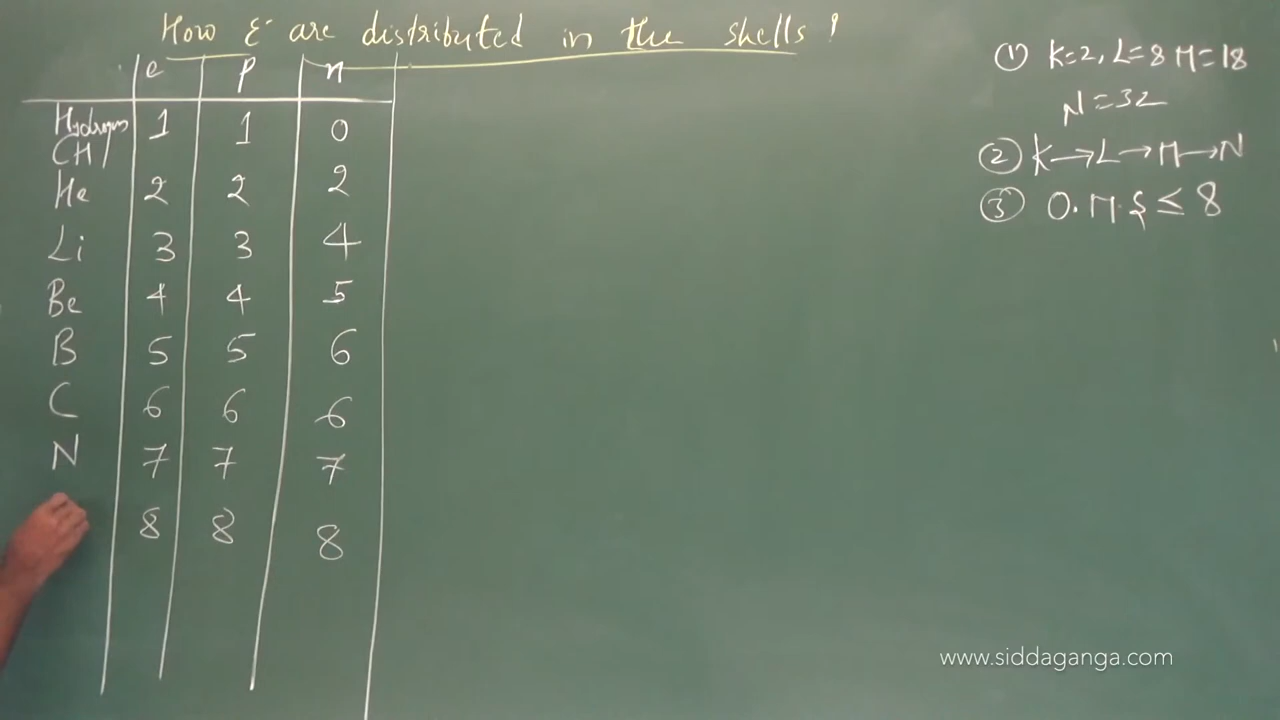 How ē are distributed in the shells?
e p n
Hydrogen 1 1 0
(H)
He 2 2 2
Li 3 3 4
Be 4 4 5
B 5 5 6
C 6 6 6
N 7 7 7
8 8 8
① K=2, L=8 M=18
N=32
② K→L→M→N
③ O.M.S ≤ 8
www.siddaganga.com